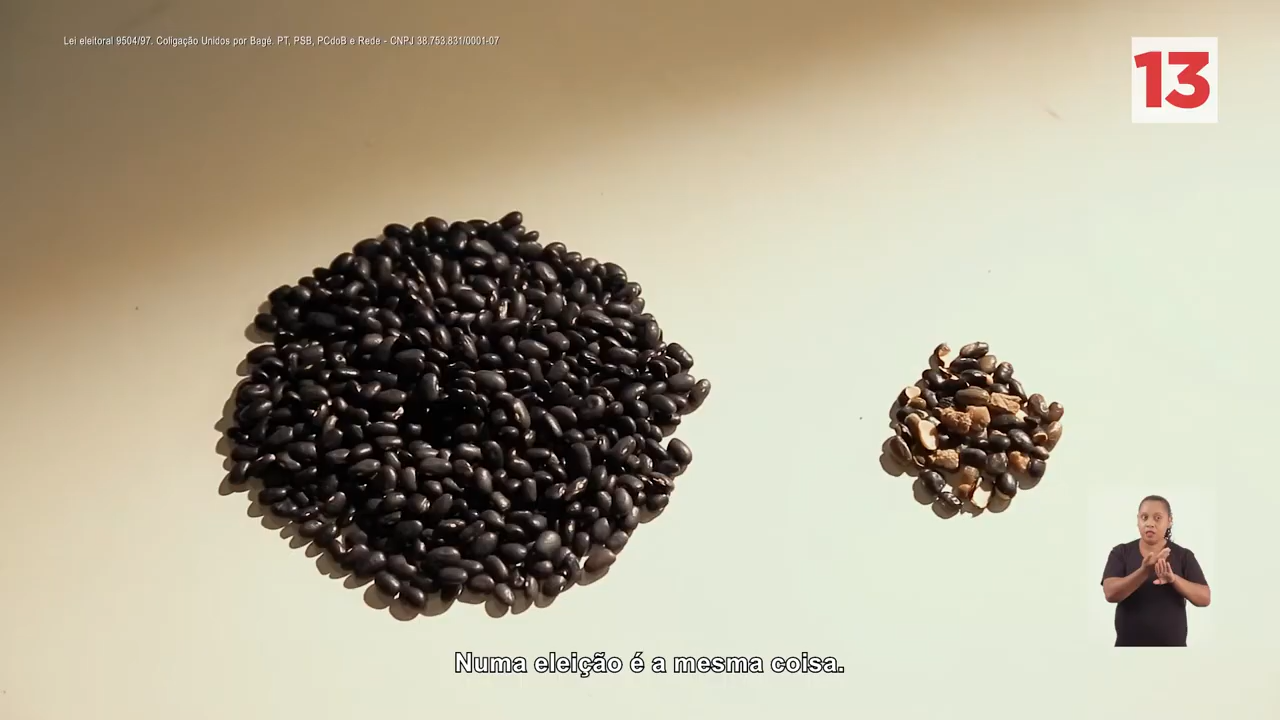 Lei eleitoral 9504/97. Coligação Unidos por Bagé. PT, PSB, PCdoB e Rede - CNPJ 38.753.831/0001-07
13
Numa eleição é a mesma coisa.